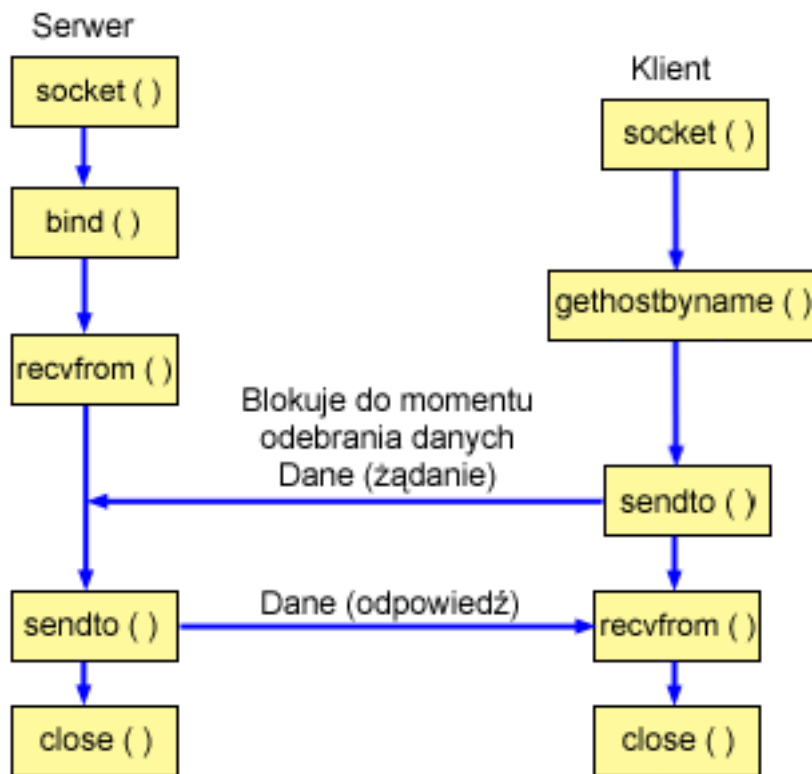 Serwer
socket ( )
bind ( )
recvfrom ( )
sendto ( )
close ( )
Blokuje do momentu
odebrania danych
Dane (żądanie)
Dane (odpowiedź)
Klient
socket ( )
gethostbyname ( )
sendto ( )
recvfrom ( )
close ( )